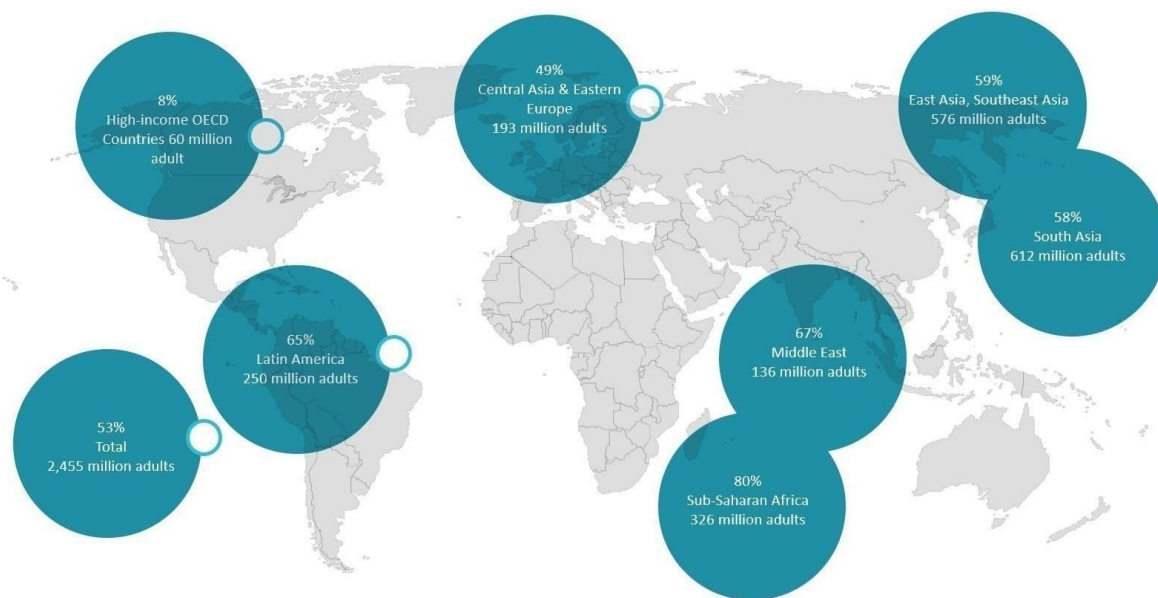 8%
High-income OECD
Countries 60 million
adult
49%
Central Asia & Eastern
Europe
193 million adults
59%
East Asia, Southeast Asia
576 million adults
58%
South Asia
612 million adults
65%
Latin America
250 million adults
67%
Middle East
136 million adults
53%
Total
2,455 million adults
80%
Sub-Saharan Africa
326 million adults